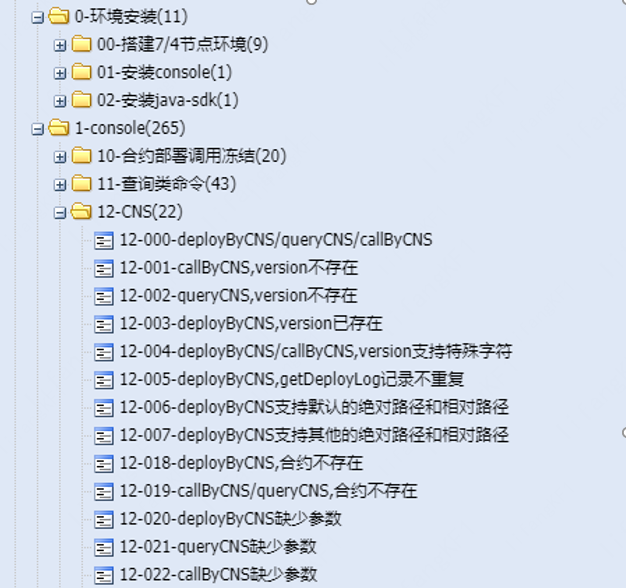 0-环境安装(11)
00-搭建7/4节点环境(9)
01-安装console(1)
02-安装java-sdk(1)
1-console(265)
10-合约部署调用冻结(20)
11-查询类命令(43)
12-CNS(22)
12-000-deployByCNS/queryCNS/callByCNS
12-001-callByCNS,version不存在
12-002-queryCNS,version不存在
12-003-deployByCNS,version已存在
12-004-deployByCNS/callByCNS,version支持特殊字符
12-005-deployByCNS,getDeployLog记录不重复
12-006-deployByCNS支持默认的绝对路径和相对路径
12-007-deployByCNS支持其他的绝对路径和相对路径
12-018-deployByCNS,合约不存在
12-019-callByCNS/queryCNS,合约不存在
12-020-deployByCNS缺少参数
12-021-queryCNS缺少参数
12-022-callByCNS缺少参数